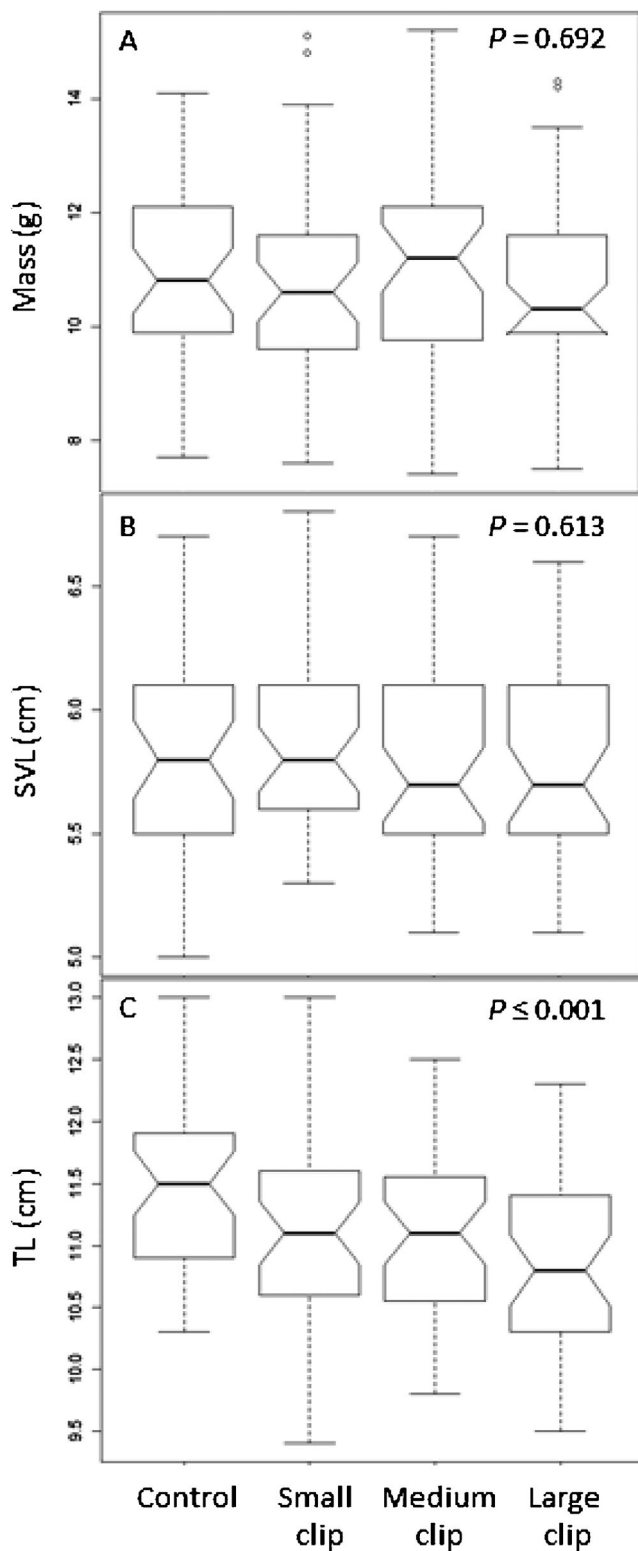 A
P = 0.692
Mass (g)
14
12
10
8
B
P = 0.613
SVL (cm)
6.5
6.0
5.5
5.0
C
P ≤ 0.001
TL (cm)
13.0
12.5
12.0
11.5
11.0
10.5
10.0
9.5
Control Small Medium Large
clip clip clip